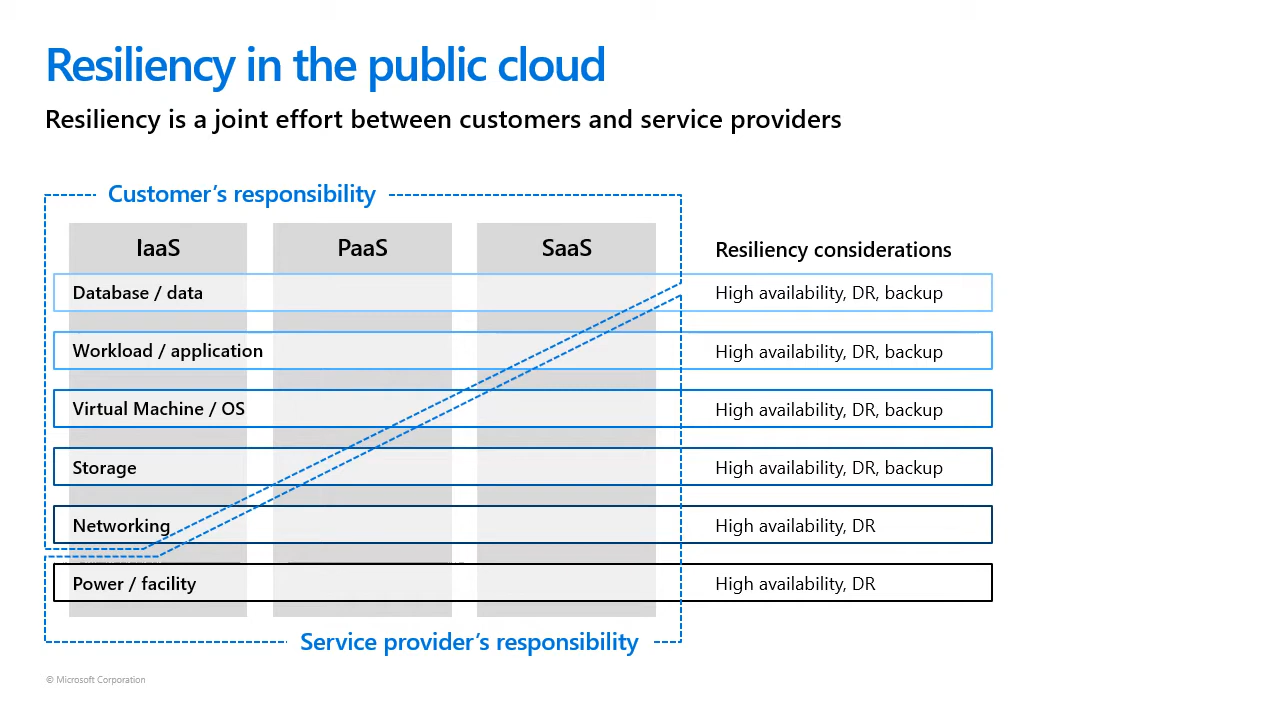 Resiliency in the public cloud
Resiliency is a joint effort between customers and service providers
Customer’s responsibility
IaaS
PaaS
SaaS
Resiliency considerations
Database / data
High availability, DR, backup
Workload / application
High availability, DR, backup
Virtual Machine / OS
High availability, DR, backup
Storage
High availability, DR, backup
Networking
High availability, DR
Power / facility
High availability, DR
Service provider’s responsibility
© Microsoft Corporation